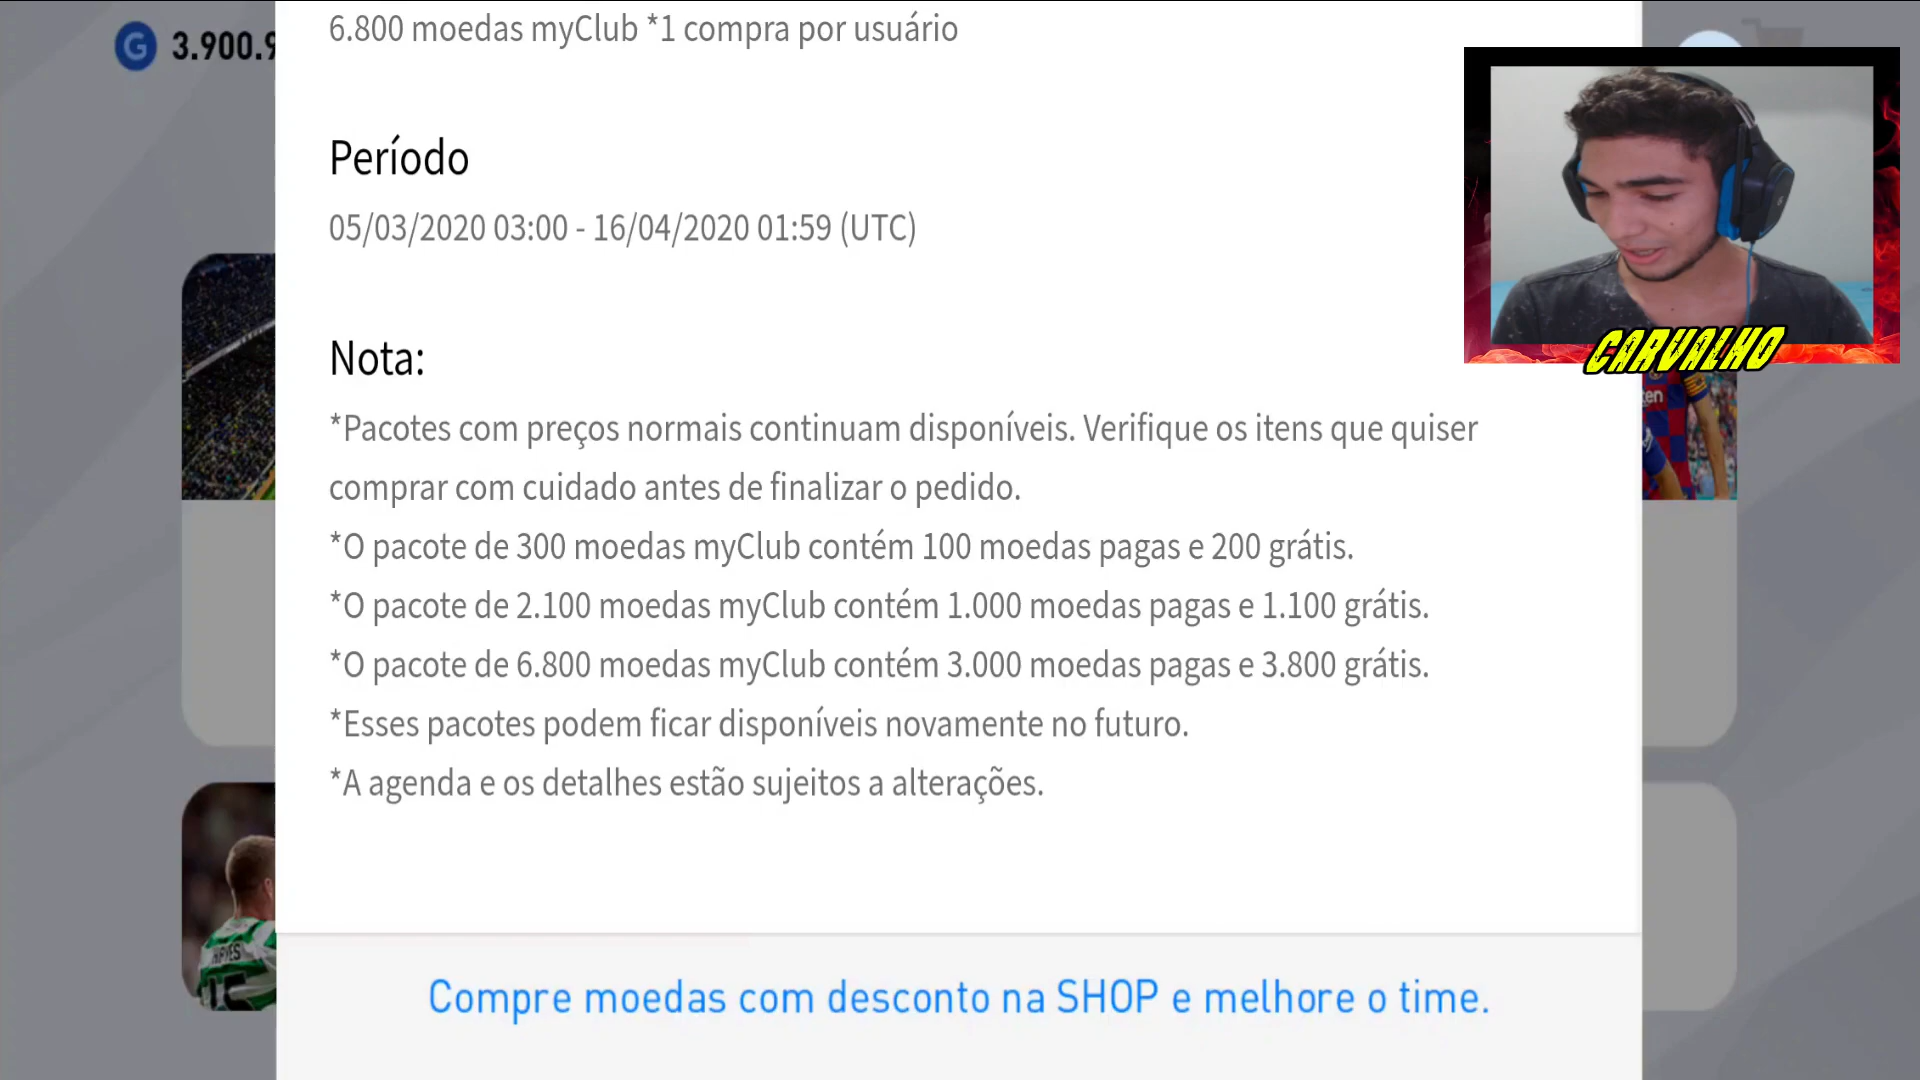 6.800 moedas myClub *1 compra por usuário
G 3.900.9
Período
05/03/2020 03:00 - 16/04/2020 01:59 (UTC)
Nota:
CARVALHO
*Pacotes com preços normais continuam disponíveis. Verifique os itens que quiser
comprar com cuidado antes de finalizar o pedido.
*O pacote de 300 moedas myClub contém 100 moedas pagas e 200 grátis.
*O pacote de 2.100 moedas myClub contém 1.000 moedas pagas e 1.100 grátis.
*O pacote de 6.800 moedas myClub contém 3.000 moedas pagas e 3.800 grátis.
*Esses pacotes podem ficar disponíveis novamente no futuro.
*A agenda e os detalhes estão sujeitos a alterações.
15
Compre moedas com desconto na SHOP e melhore o time.